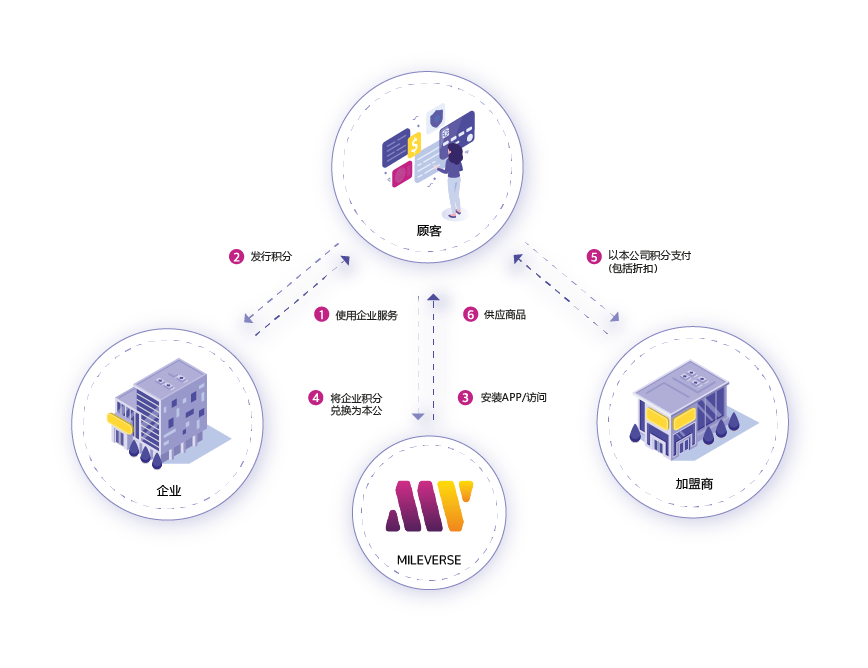 顾客
2 发行积分
5 以本公司积分支付
(包括折扣)
1 使用企业服务
6 供应商品
4 将企业积分
兑换为本公
3 安装APP/访问
企业
加盟商
MILEVERSE